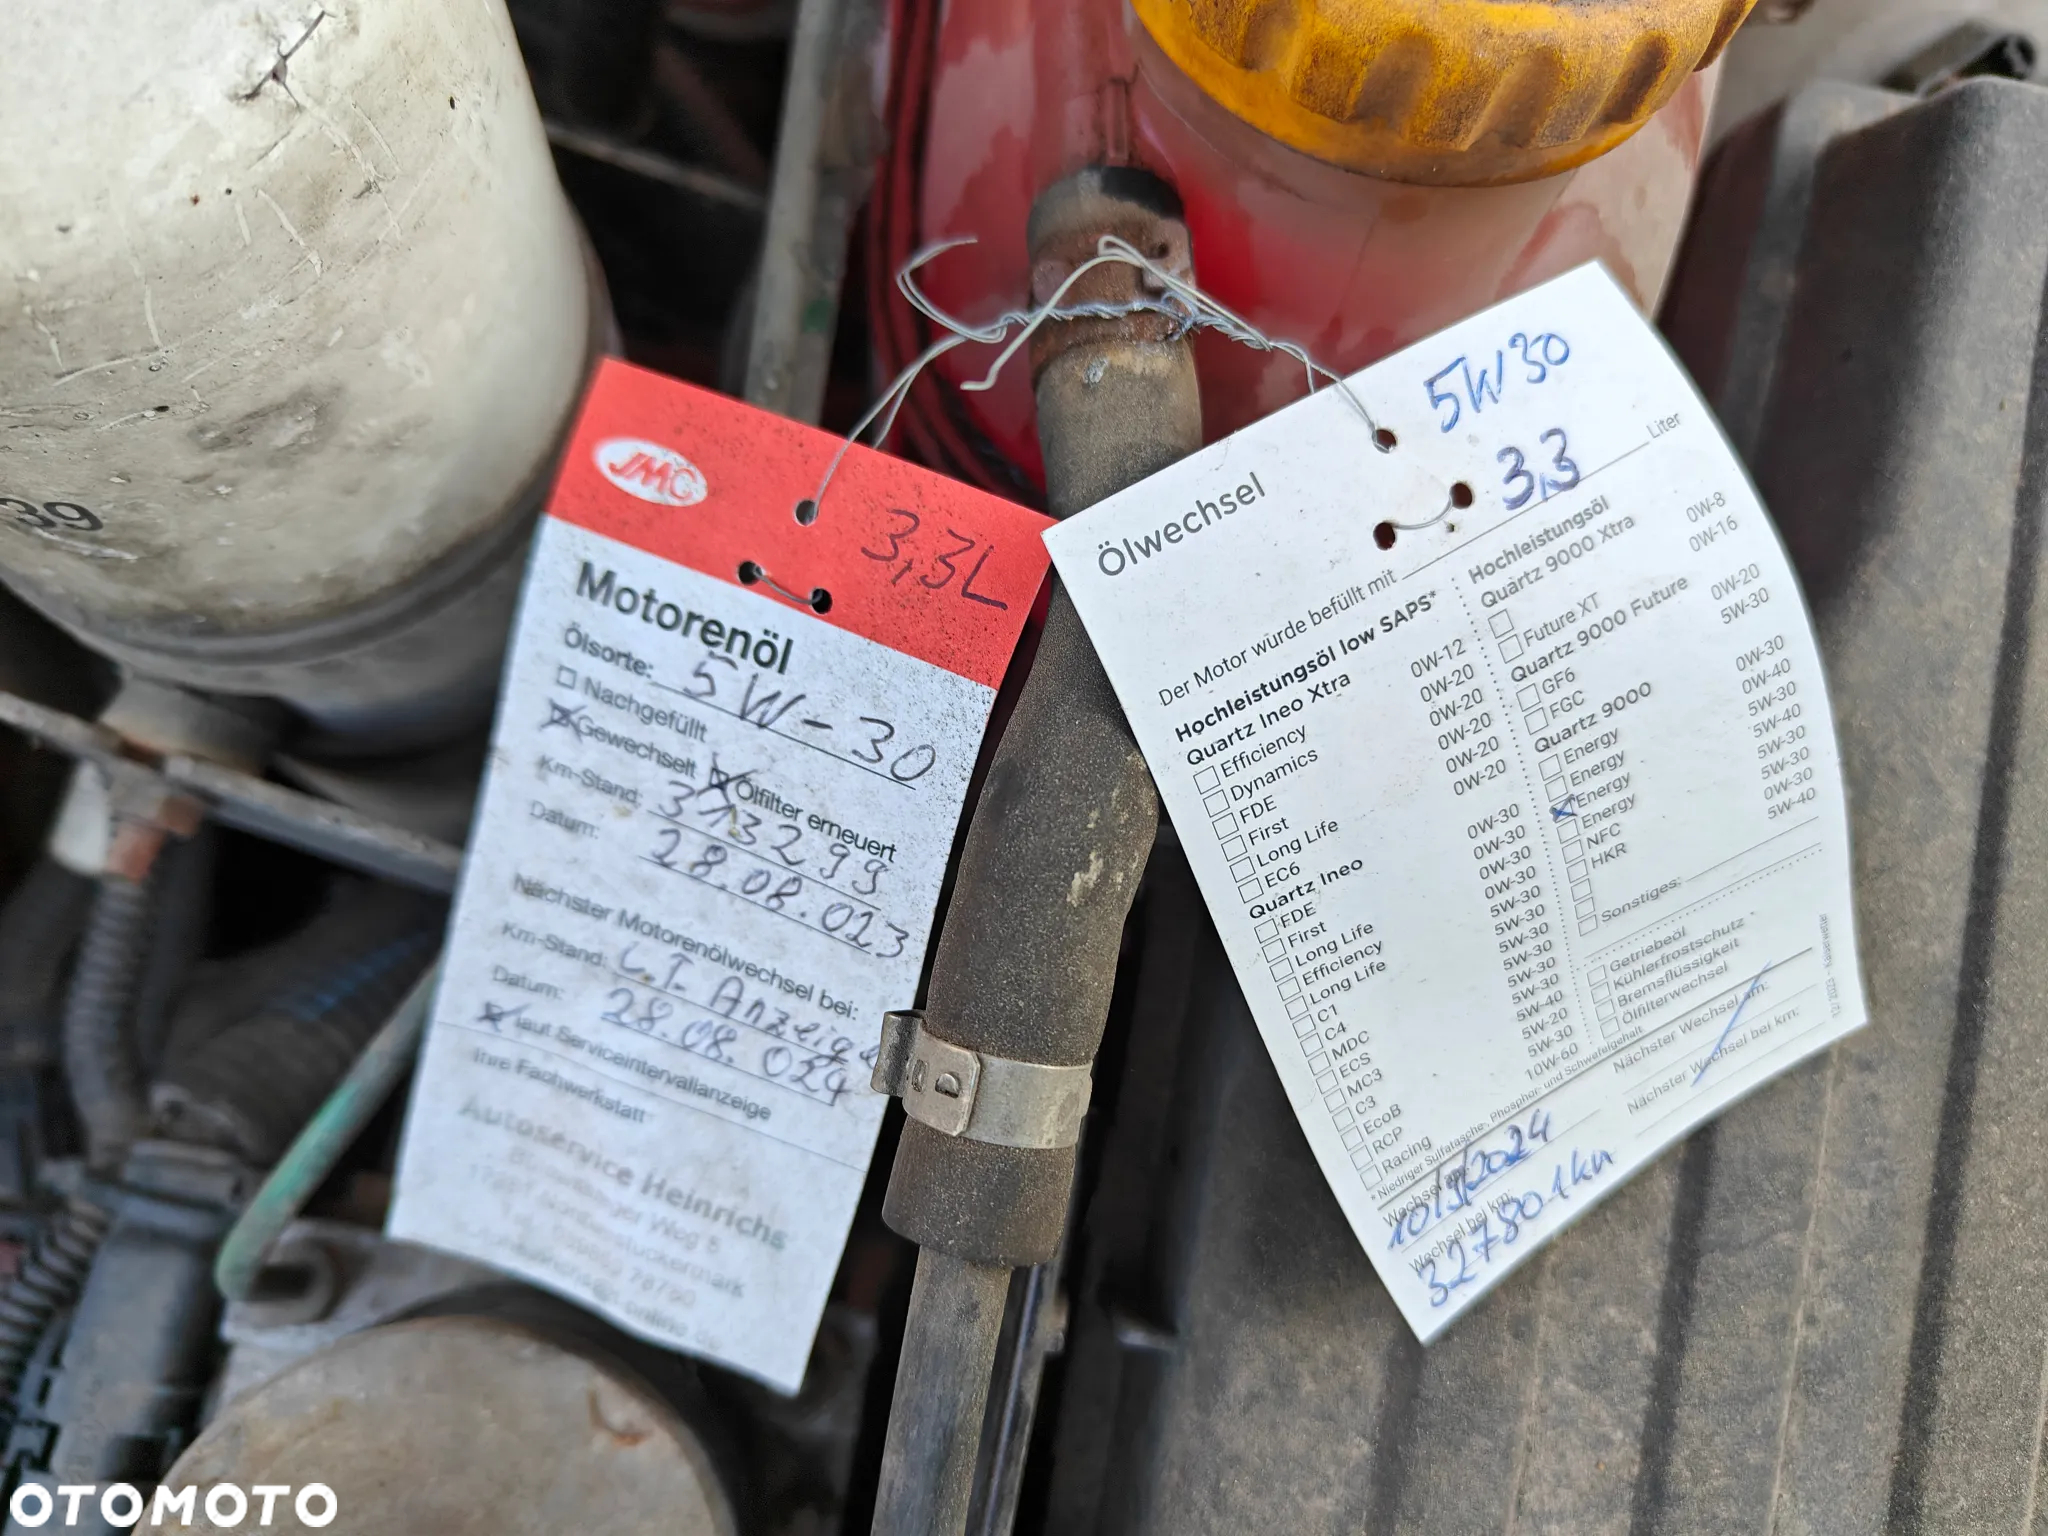 39
JMC
3,3L
Motorenöl
Ölsorte: 5W-30
Nachgefüllt
Gewechselt Ölfilter erneuert
Km-Stand: 313299
Datum: 28.08.023
Nächster Motorenölwechsel bei:
Km-Stand: L.T. Anzeige
Datum: 28.08.024
laut Serviceintervallanzeige
Ihre Fachwerkstatt
Autoservice Heinrichs
5W30
Ölwechsel
Der Motor wurde befüllt mit 3,3 Liter
Hochleistungsöl low SAPS*
Quartz Ineo Xtra
Efficiency 0W-12
Dynamics 0W-20
FDE 0W-20
First 0W-20
Long Life 0W-20
EC6 0W-20
Quartz Ineo
FDE 0W-30
First 0W-30
Long Life 0W-30
Efficiency 0W-30
Long Life 5W-30
C1 5W-30
C4 5W-30
MDC 5W-30
ECS 5W-30
MC3 5W-30
C3 5W-40
EcoB 5W-20
RCP 5W-30
Racing 10W-60
* Niedriger Sulfatasche-, Phosphor- und Schwefelgehalt
Hochleistungsöl
Quartz 9000 Xtra
0W-8
Future XT 0W-16
Quartz 9000 Future
GF6 0W-20
FGC 5W-30
Quartz 9000
Energy 0W-30
Energy 0W-40
Energy 5W-30
Energy 5W-40
NFC 5W-30
HKR 5W-30
0W-30
5W-40
Sonstiges:
Getriebeöl
Kühlerfrostschutz
Bremsflüssigkeit
Ölfilterwechsel
Nächster Wechsel am:
Nächster Wechsel bei km:
Wechsel am:
10/5/2024
Wechsel bei km:
327801km
OTOMOTO